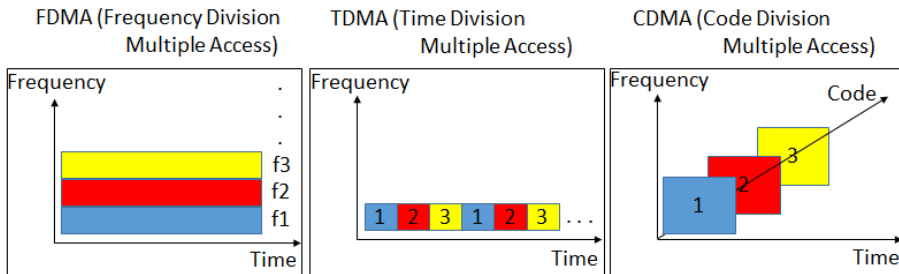 FDMA (Frequency Division
Multiple Access)
Frequency
.
.
.
f3
f2
f1
Time
TDMA (Time Division
Multiple Access)
Frequency
1 2 3 1 2 3 . . .
Time
CDMA (Code Division
Multiple Access)
Frequency
Code
3
2
1
Time